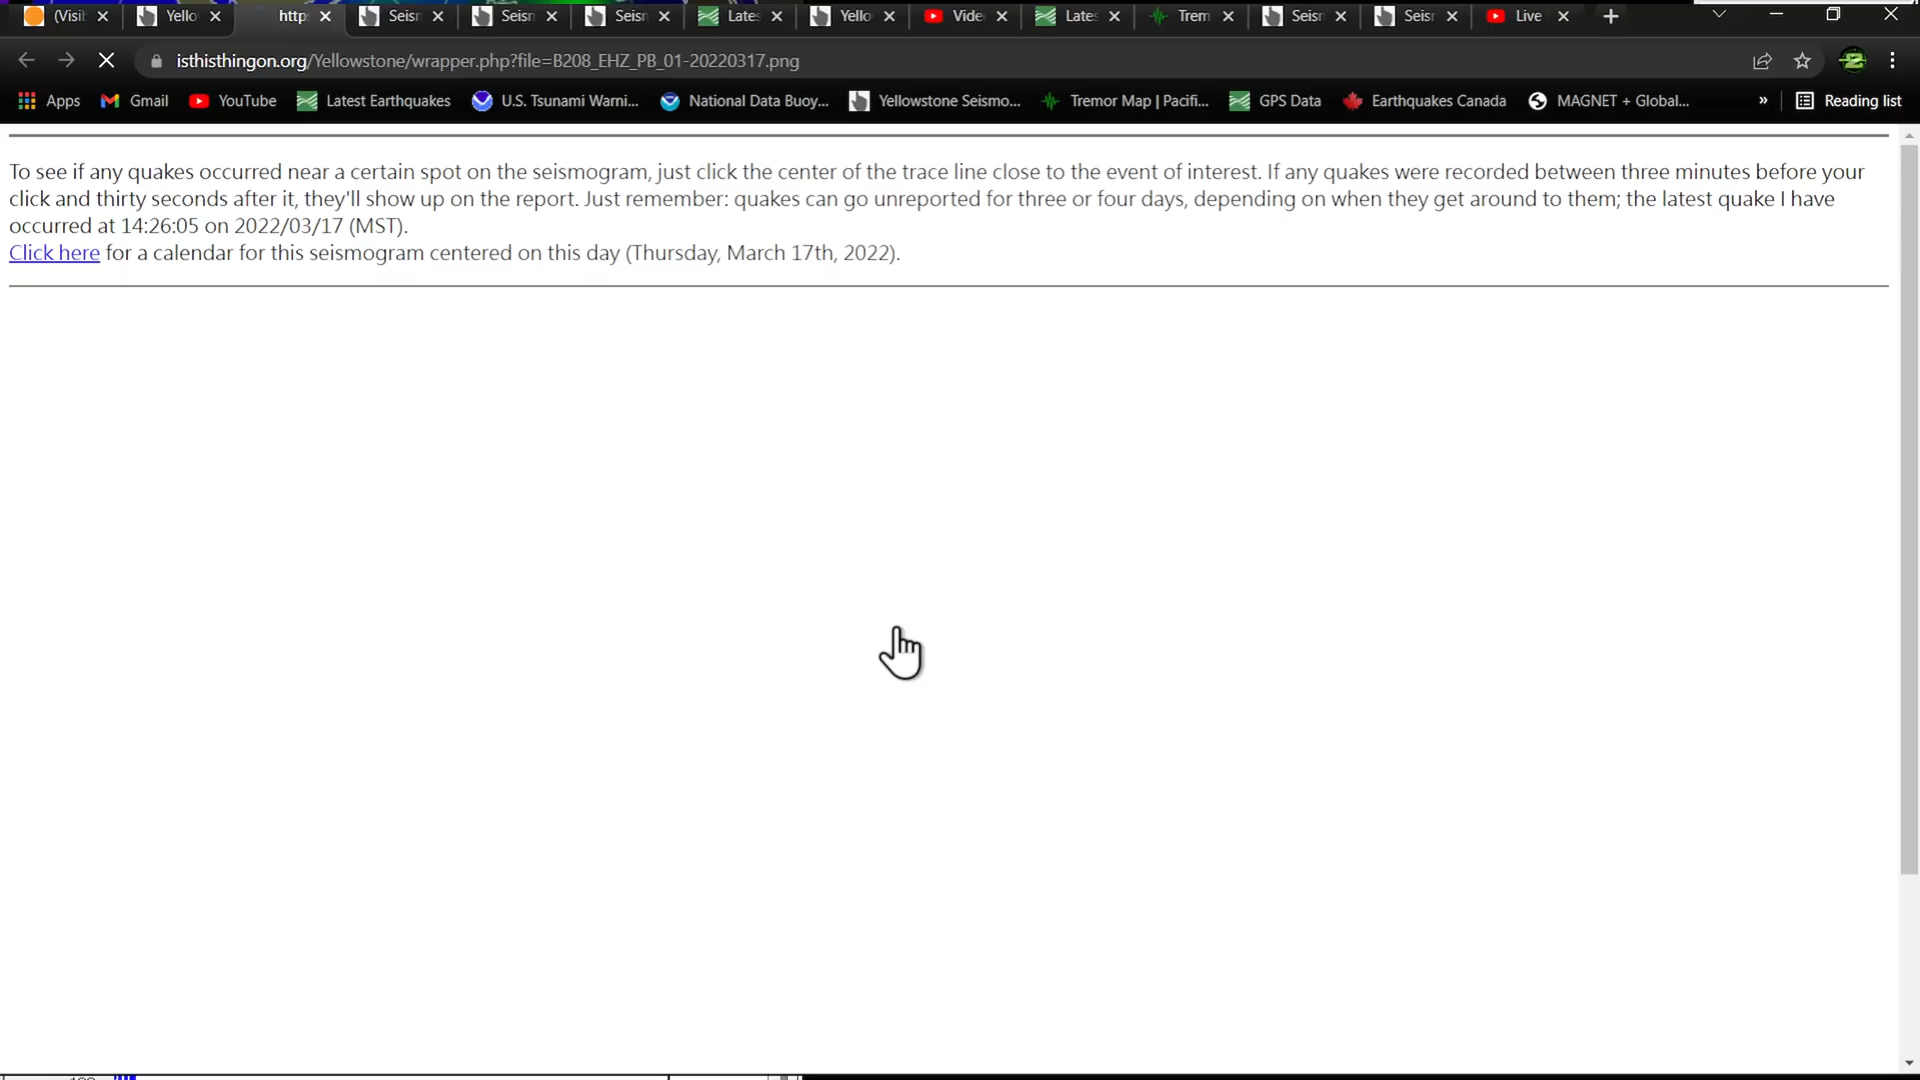 (Visit Yello http Seisn Seisn Seisn Lates Yello Vide Lates Trem Seisn Seisn Live
isthisthingon.org/Yellowstone/wrapper.php?file=B208_EHZ_PB_01-20220317.png
Apps Gmail YouTube Latest Earthquakes U.S. Tsunami Warni... National Data Buoy... Yellowstone Seismo... Tremor Map | Pacifi... GPS Data Earthquakes Canada MAGNET + Global... » Reading list
To see if any quakes occurred near a certain spot on the seismogram, just click the center of the trace line close to the event of interest. If any quakes were recorded between three minutes before your
click and thirty seconds after it, they'll show up on the report. Just remember: quakes can go unreported for three or four days, depending on when they get around to them; the latest quake I have
occurred at 14:26:05 on 2022/03/17 (MST).
Click here for a calendar for this seismogram centered on this day (Thursday, March 17th, 2022).